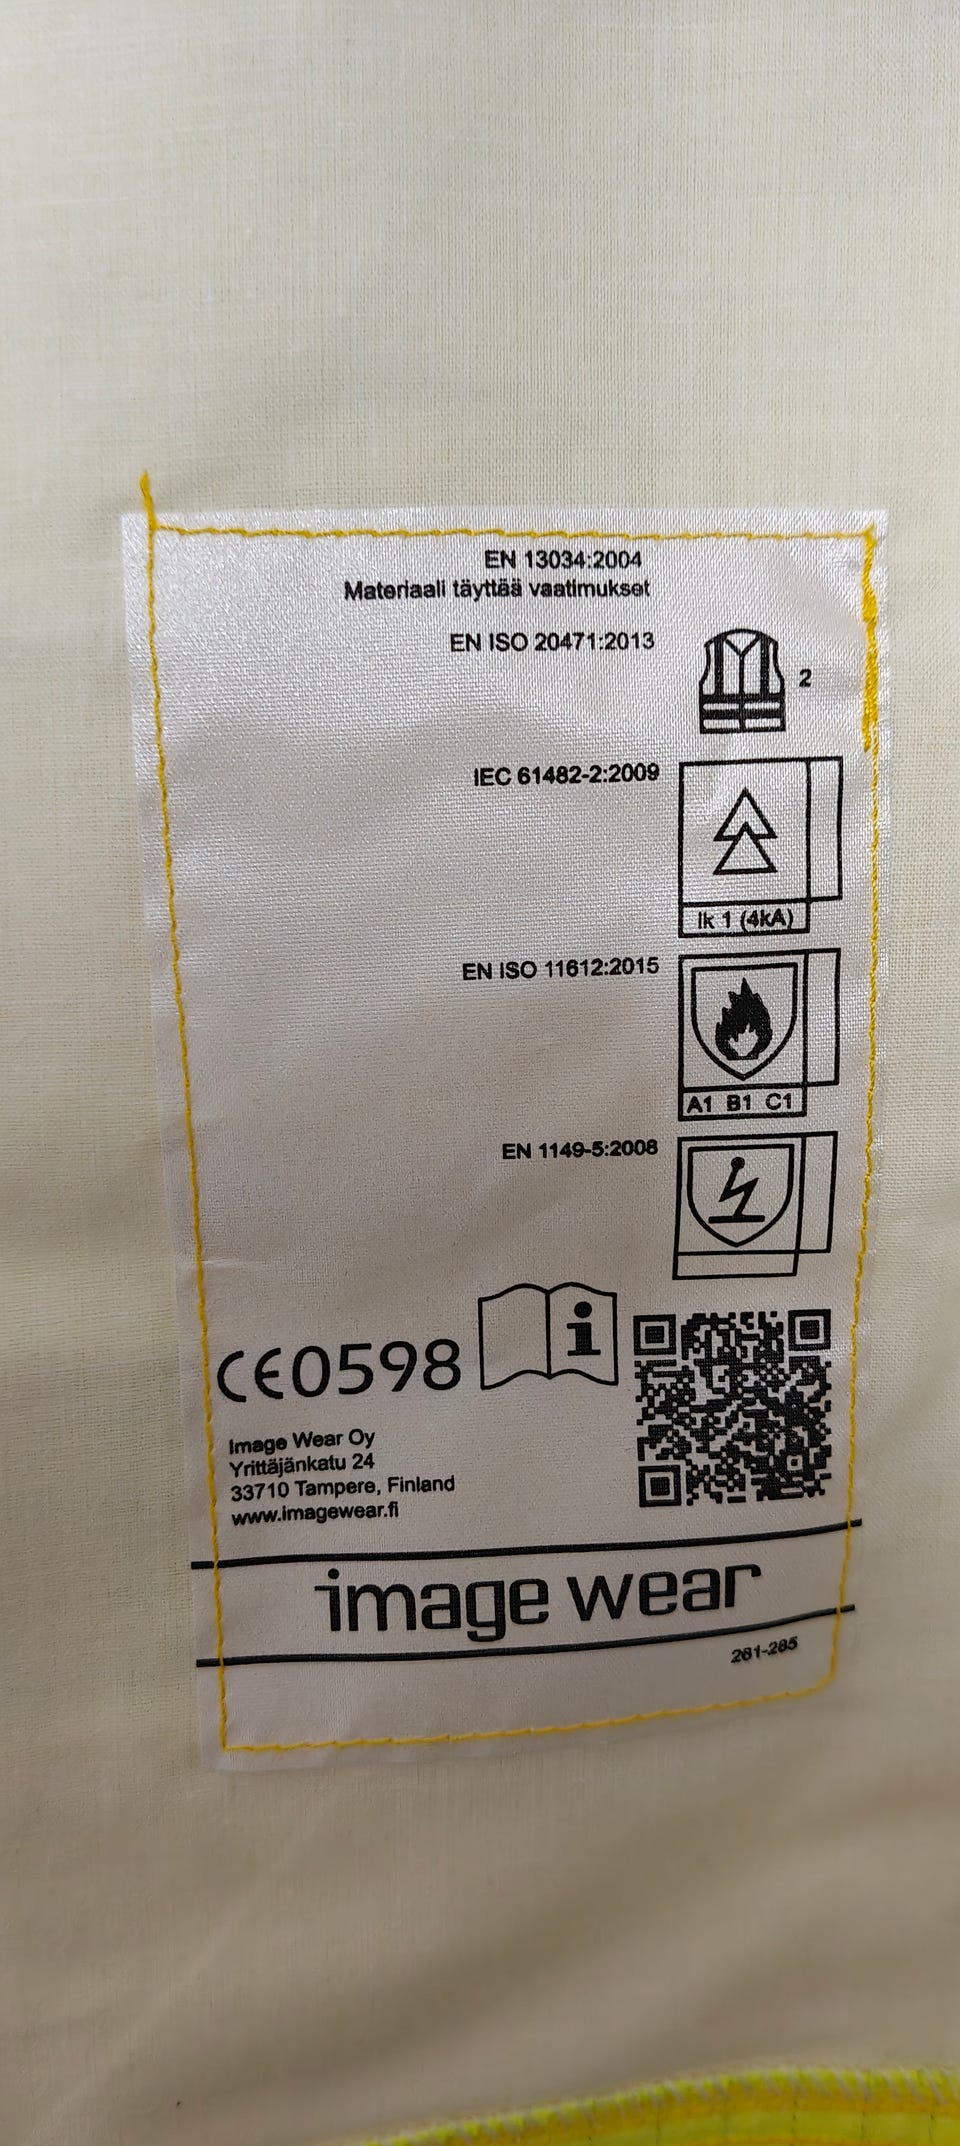 EN 13034:2004
Materiaali täyttää vaatimukset
EN ISO 20471:2013
2
IEC 61482-2:2009
Ik 1 (4kA)
EN ISO 11612:2015
A1 B1 C1
EN 1149-5:2008
i
CE0598
Image Wear Oy
Yrittäjänkatu 24
33710 Tampere, Finland
www.imagewear.fi
image wear
261-265